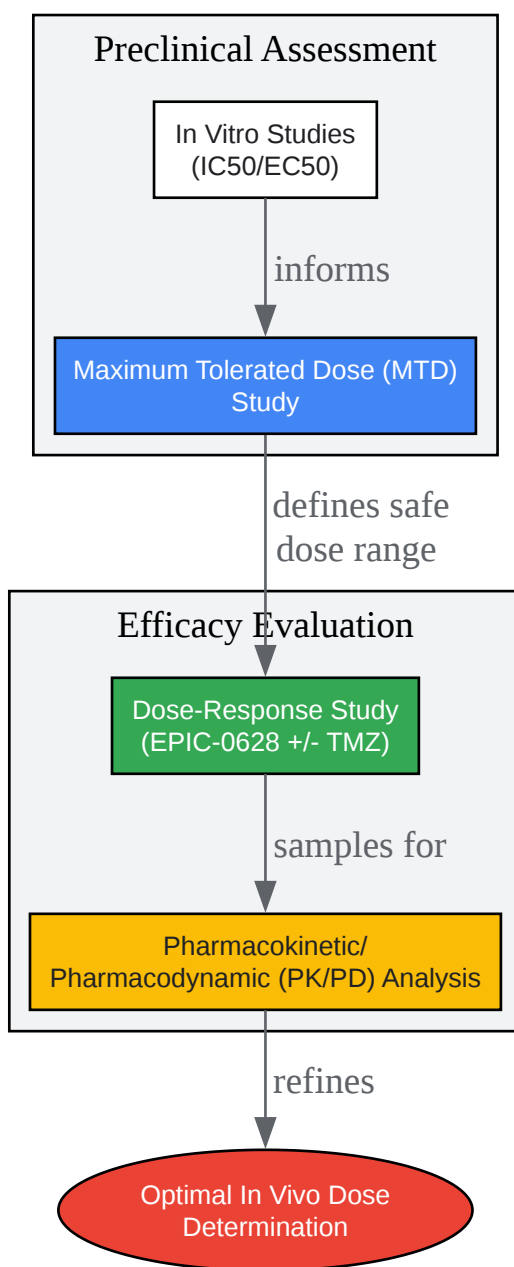 Preclinical Assessment
In Vitro Studies
(IC50/EC50)
informs
Maximum Tolerated Dose (MTD)
Study
defines safe
dose range
Efficacy Evaluation
Dose-Response Study
(EPIC-0628 +/- TMZ)
samples for
Pharmacokinetic/
Pharmacodynamic (PK/PD) Analysis
refines
Optimal In Vivo Dose
Determination